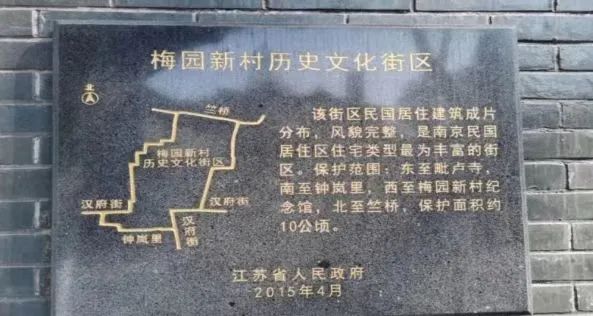 梅园新村历史文化街区
北
竺桥
梅园新村
历史文化街区
汉府街
汉府街
汉府街
钟岚里
该街区民国居住建筑成片
分布，风貌完整，是南京民国
居住区住宅类型最为丰富的街
区。保护范围：东至毗卢寺，
南至钟岚里，西至梅园新村纪
念馆，北至竺桥，保护面积约
10公顷。
江苏省人民政府
2015年4月